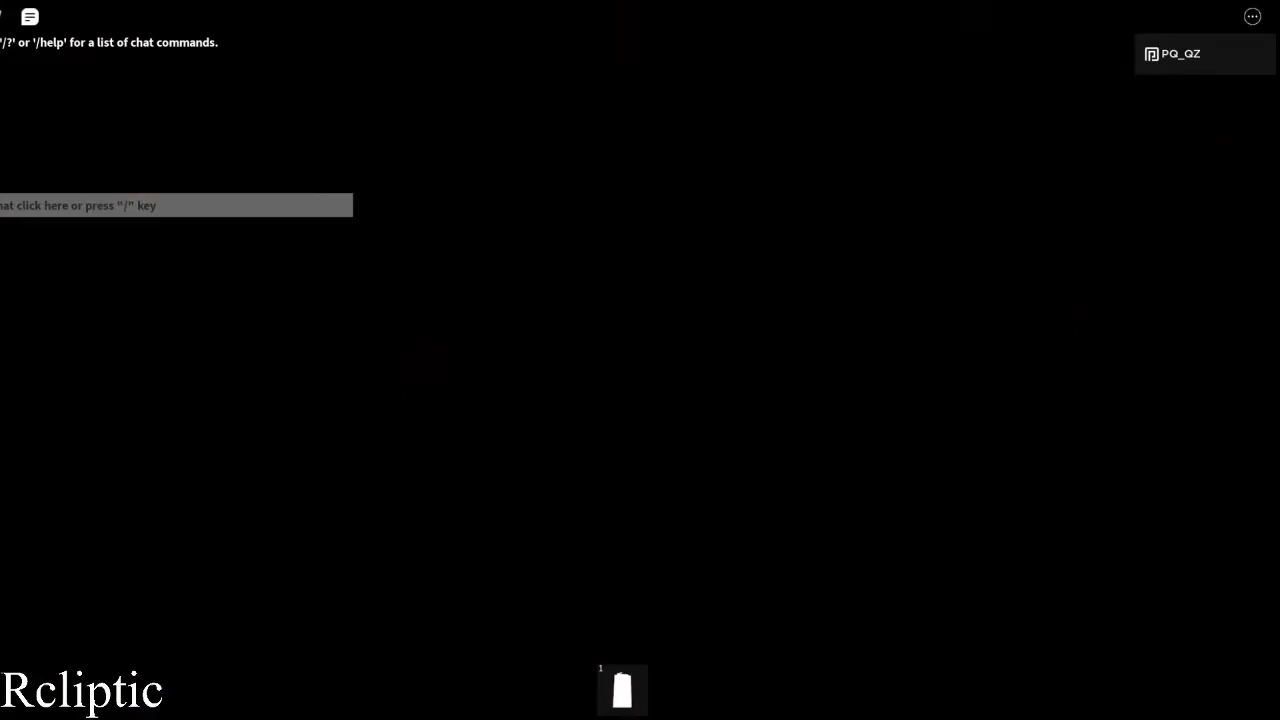 '/?' or '/help' for a list of chat commands.
PQ_QZ
hat click here or press "/" key
1
Rcliptic